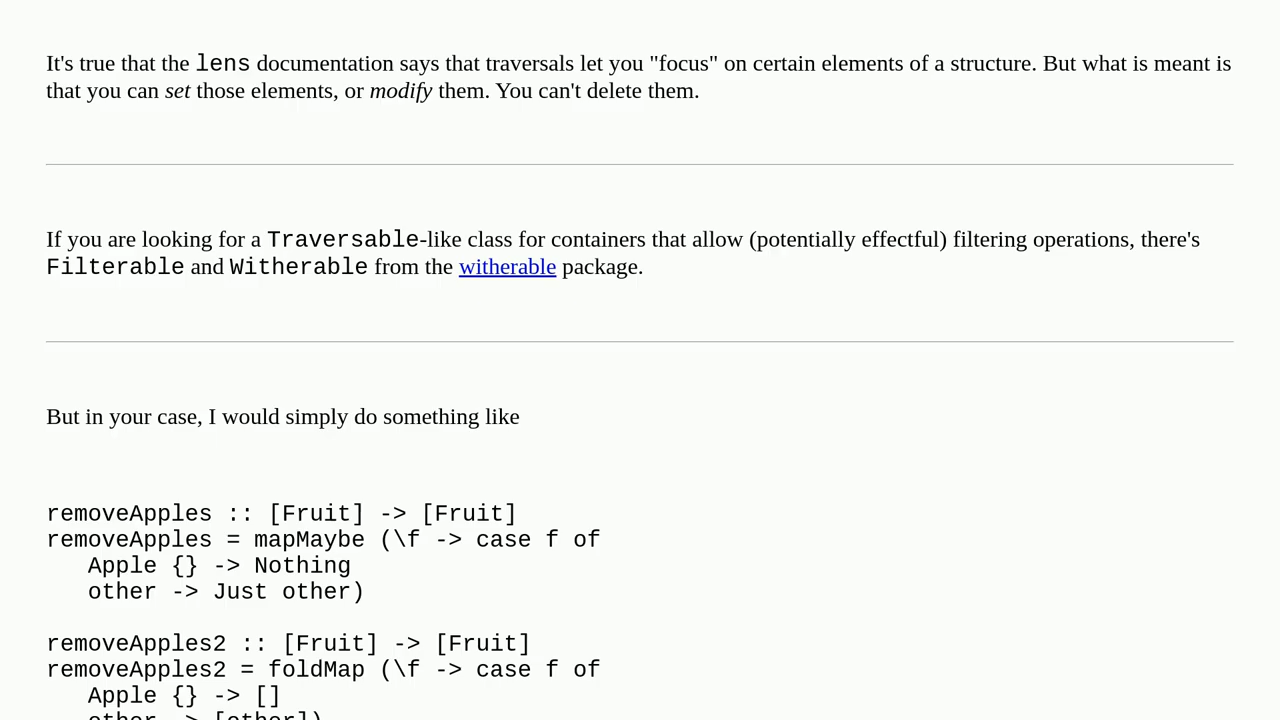 It's true that the lens documentation says that traversals let you "focus" on certain elements of a structure. But what is meant is
that you can set those elements, or modify them. You can't delete them.
If you are looking for a Traversable-like class for containers that allow (potentially effectful) filtering operations, there's
Filterable and Witherable from the witherable package.
But in your case, I would simply do something like
removeApples :: [Fruit] -> [Fruit]
removeApples = mapMaybe (\f -> case f of
   Apple {} -> Nothing
   other -> Just other)
removeApples2 :: [Fruit] -> [Fruit]
removeApples2 = foldMap (\f -> case f of
   Apple {} -> []
   other -> [other])